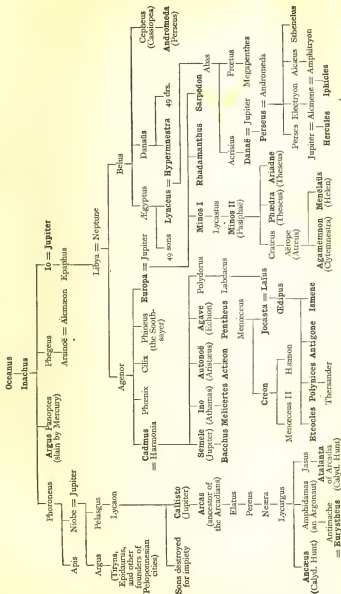 Oceanus
Inachus
Phoroneus
Argus Panoptes
(slain by Mercury)
Phegeus
Io = Jupiter
Apis
Niobe = Jupiter
Arsinoë = Alcmæon
Epaphus
Argus
Pelasgus
Libya = Neptune
(Tiryns,
Epidaurus,
and other
founders of
Peloponnesian
cities)
Lycaon
Agenor
Belus
Sons destroyed
for impiety
Callisto
(Jupiter)
Cadmus
= Harmonia
Phœnix
Cilix
Phineus
(the Sooth-
sayer)
Europa = Jupiter
Ægyptus
Danaüs
Cepheus
(Cassiopea)
49 sons
Lynceus = Hypermnestra
49 drs.
Andromeda
(Perseus)
Arcas
(ancestor of
the Arcadians)
Semele
(Jupiter)
Ino
(Athamas)
Autonoë
(Aristæus)
Agave
(Echion)
Polydorus
Minos I
Rhadamanthus
Sarpedon
Abas
Elatus
Bacchus
Melicertes
Actæon
Pentheus
Labdacus
Lycastus
Acrisius
Prœtus
Pereus
Menœceus
Minos II
(Pasiphaë)
Danaë = Jupiter
Megapenthes
Neæra
Creon
Jocasta = Laius
Crateus
Phædra
(Theseus)
Ariadne
(Theseus)
Perseus = Andromeda
Lycurgus
Menœceus II
Hæmon
Œdipus
Aërope
(Atreus)
Perses
Electryon
Alcæus
Sthenelus
Ancæus
(Calyd. Hunt)
Amphidamas
(an Argonaut)
Jasus
Eteocles
Polynices
Antigone
Ismene
Agamemnon
(Clytemnestra)
Menelaüs
(Helen)
Jupiter = Alcmene = Amphitryon
Antimache
= Eurystheus
Atalanta
of Arcadia
(Calyd. Hunt)
Thersander
Hercules
Iphicles